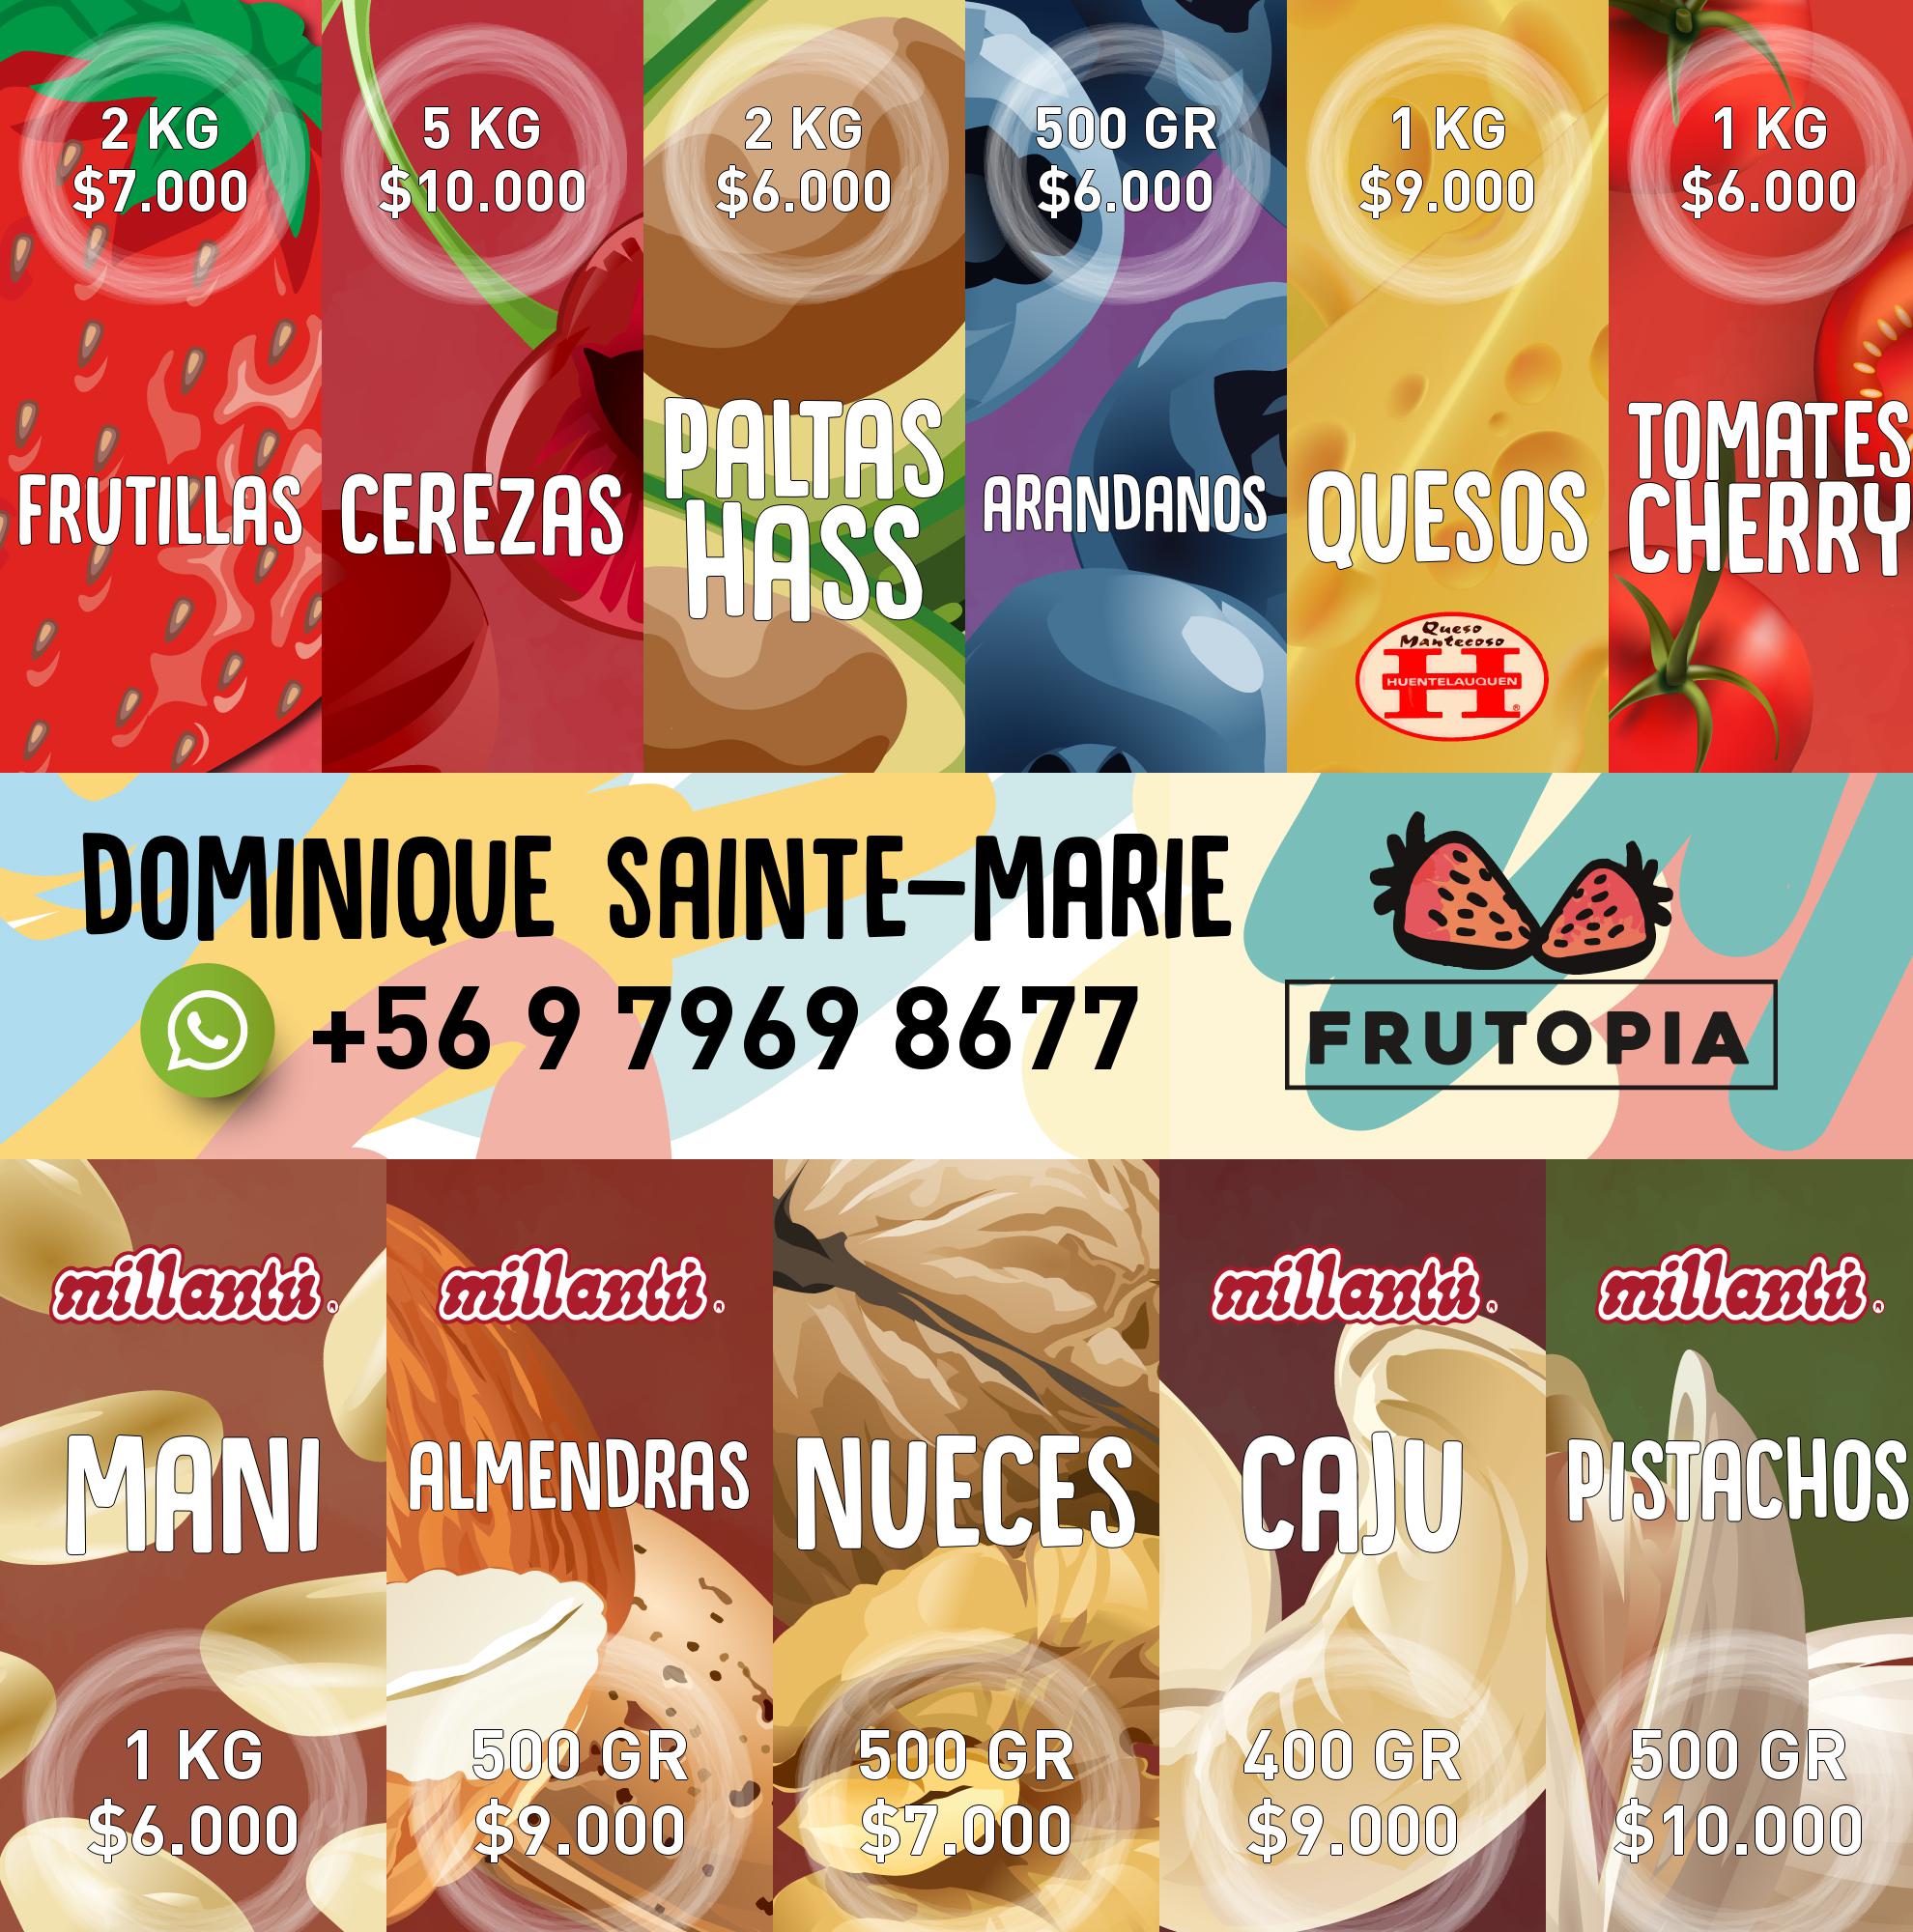 2 KG
$7.000
FRUTILLAS
5 KG
$10.000
CEREZAS
2 KG
$6.000
PALTAS
HASS
500 GR
$6.000
ARANDANOS
1 KG
$9.000
QUESOS
Queso
Mantecoso
H
HUENTELAUQUEN
®
1 KG
$6.000
TOMATES
CHERRY
DOMINIQUE SAINTE-MARIE
+56 9 7969 8677
FRUTOPIA
millantú®
MANI
1 KG
$6.000
millantú®
ALMENDRAS
500 GR
$9.000
NUECES
500 GR
$7.000
millantú®
CAJU
400 GR
$9.000
millantú®
PISTACHOS
500 GR
$10.000